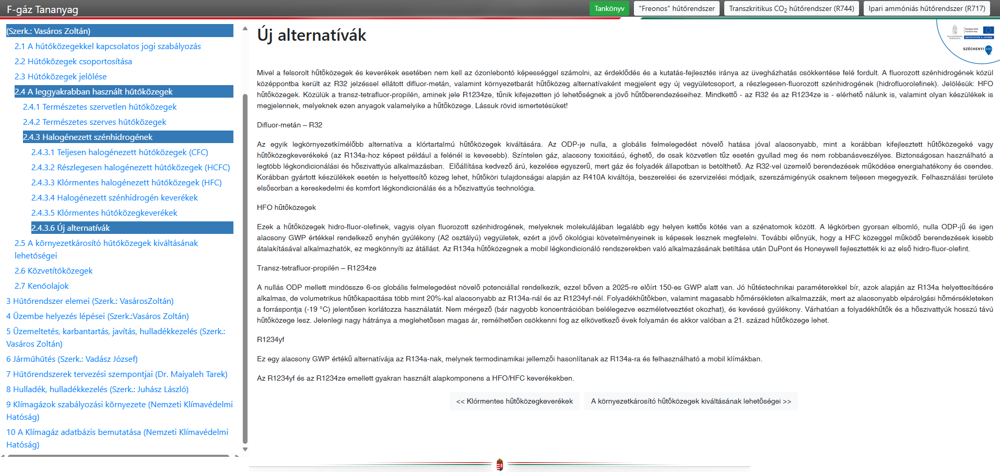 F-gáz Tananyag
Tankönyv
"Freonos" hűtőrendszer
Transzkritikus CO2 hűtőrendszer (R744)
Ipari ammóniás hűtőrendszer (R717)
(Szerk.: Vasáros Zoltán)
2.1 A hűtőközegekkel kapcsolatos jogi szabályozás
2.2 Hűtőközegek csoportosítása
2.3 Hűtőközegek jelölése
2.4 A leggyakrabban használt hűtőközegek
2.4.1 Természetes szervetlen hűtőközegek
2.4.2 Természetes szerves hűtőközegek
2.4.3 Halogénezett szénhidrogének
2.4.3.1 Teljesen halogénezett hűtőközegek (CFC)
2.4.3.2 Részlegesen halogénezett hűtőközegek (HCFC)
2.4.3.3 Klórmentes halogénezett hűtőközegek (HFC)
2.4.3.4 Halogénezett szénhidrogén keverékek
2.4.3.5 Klórmentes hűtőközegkeverékek
2.4.3.6 Új alternatívák
2.5 A környezetkárosító hűtőközegek kiváltásának
lehetőségei
2.6 Közvetítőközegek
2.7 Kenőolajok
3 Hűtőrendszer elemei (Szerk.: VasárosZoltán)
4 Üzembe helyezés lépései (Szerk.:Vasáros Zoltán)
5 Üzemeltetés, karbantartás, javítás, hulladékkezelés (Szerk.:
Vasáros Zoltán)
6 Járműhűtés (Szerk.: Vadász József)
7 Hűtőrendszerek tervezési szempontjai (Dr. Maiyaleh Tarek)
8 Hulladék, hulladékkezelés (Szerk.: Juhász László)
9 Klímagázok szabályozási környezete (Nemzeti Klímavédelmi
Hatóság)
10 A Klímagáz adatbázis bemutatása (Nemzeti Klímavédelmi
Hatóság)
Új alternatívák
MAGYARORSZÁG
KORMÁNYA
Európai Unió
Kohéziós Alap
BEFEKTETÉS A JÖVŐBE
SZÉCHENYI 2020
Mivel a felsorolt hűtőközegek és keverékek esetében nem kell az ózonlebontó képességgel számolni, az érdeklődés és a kutatás-fejlesztés iránya az üvegházhatás csökkentése felé fordult. A fluorozott szénhidrogének közül
középpontba került az R32 jelzéssel ellátott difluor-metán, valamint környezetbarát hűtőközeg alternatívaként megjelent egy új vegyületcsoport, a részlegesen-fluorozott szénhidrogének (hidrofluorolefinek). Jelölésük: HFO
hűtőközegek. Közülük a transz-tetrafluor-propilén, aminek jele R1234ze, tűnik kifejezetten jó lehetőségnek a jövő hűtőberendezéseihez. Mindkettő - az R32 és az R1234ze is - elérhető nálunk is, valamint olyan készülékek is
megjelennek, melyeknek ezen anyagok valamelyike a hűtőközege. Lássuk rövid ismertetésüket!
Difluor-metán – R32
Az egyik legkörnyezetkímélőbb alternatíva a klórtartalmú hűtőközegek kiváltására. Az ODP-je nulla, a globális felmelegedést növelő hatása jóval alacsonyabb, mint a korábban kifejlesztett hűtőközegeké vagy
hűtőközegkeverékeké (az R134a-hoz képest például a felénél is kevesebb). Színtelen gáz, alacsony toxicitású, éghető, de csak közvetlen tűz esetén gyullad meg és nem robbanásveszélyes. Biztonságosan használható a
legtöbb légkondicionálási és hőszivattyús alkalmazásban. Előállítása kedvező árú, kezelése egyszerű, mert gáz és folyadék állapotban is betölthető. Az R32-vel üzemelő berendezések működése energiahatékony és csendes.
Korábban gyártott készülékek esetén is helyettesítő közeg lehet, hűtőköri tulajdonságai alapján az R410A kiváltója, beszerelési és szervizelési módjaik, szerszámigényük csaknem teljesen megegyezik. Felhasználási területe
elsősorban a kereskedelmi és komfort légkondicionálás és a hőszivattyús technológia.
HFO hűtőközegek
Ezek a hűtőközegek hidro-fluor-olefinek, vagyis olyan fluorozott szénhidrogének, melyeknek molekulájában legalább egy helyen kettős kötés van a szénatomok között. A légkörben gyorsan elbomló, nulla ODP-jű és igen
alacsony GWP értékkel rendelkező enyhén gyúlékony (A2 osztályú) vegyületek, ezért a jövő ökológiai követelményeinek is képesek lesznek megfelelni. További előnyük, hogy a HFC közeggel működő berendezések kisebb
átalakításával alkalmazhatók, ez megkönnyíti az átállást. Az R134a hűtőközegnek a mobil légkondicionáló rendszerekben való alkalmazásának betiltása után DuPont és Honeywell fejlesztették ki az első hidro-fluor-olefint.
Transz-tetrafluor-propilén – R1234ze
A nullás ODP mellett mindössze 6-os globális felmelegedést növelő potenciállal rendelkezik, ezzel bőven a 2025-re előírt 150-es GWP alatt van. Jó hűtéstechnikai paraméterekkel bír, azok alapján az R134a helyettesítésére
alkalmas, de volumetrikus hűtőkapacitása több mint 20%-kal alacsonyabb az R134a-nál és az R1234yf-nél. Folyadékhűtőkben, valamint magasabb hőmérsékleten alkalmazzák, mert az alacsonyabb elpárolgási hőmérsékleteken
a forráspontja (-19 °C) jelentősen korlátozza használatát. Nem mérgező (bár nagyobb koncentrációban belélegezve eszméletvesztést okozhat), és kevéssé gyúlékony. Várhatóan a folyadékhűtők és a hőszivattyúk hosszú távú
hűtőközege lesz. Jelenlegi nagy hátránya a meglehetősen magas ár, remélhetően csökkenni fog az elkövetkező évek folyamán és akkor valóban a 21. század hűtőközege lehet.
R1234yf
Ez egy alacsony GWP értékű alternatívája az R134a-nak, melynek termodinamikai jellemzői hasonlítanak az R134a-ra és felhasználható a mobil klímákban.
Az R1234yf és az R1234ze emellett gyakran használt alapkomponens a HFO/HFC keverékekben.
<< Klórmentes hűtőközegkeverékek
A környezetkárosító hűtőközegek kiváltásának lehetőségei >>